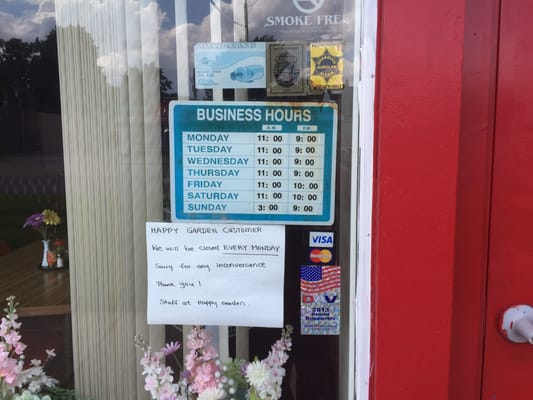 SMOKE FREE
BUSINESS HOURS
A.M. P.M.
MONDAY 11: 00 9: 00
TUESDAY 11: 00 9: 00
WEDNESDAY 11: 00 9: 00
THURSDAY 11: 00 9: 00
FRIDAY 11: 00 10: 00
SATURDAY 11: 00 10: 00
SUNDAY 3: 00 9: 00
HAPPY GARDEN CUSTOMER
We will be closed EVERY MONDAY
Sorry for any inconvenience
Thank you!
Staff at Happy Garden.
VISA
MasterCard
2013
Proud
Supporter